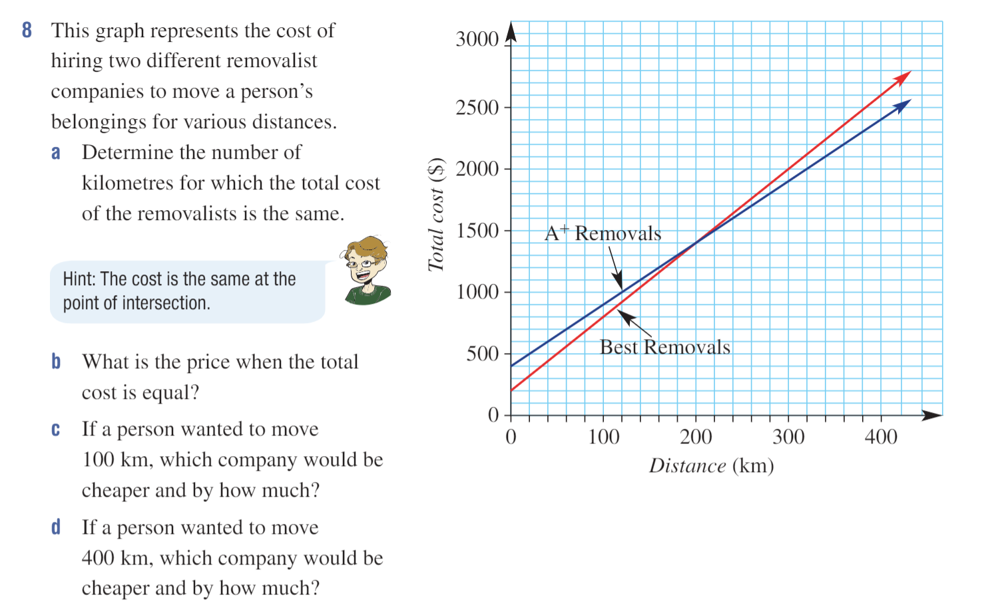 8 This graph represents the cost of
hiring two different removalist
companies to move a person's
belongings for various distances.
a Determine the number of
kilometres for which the total cost
of the removalists is the same.
Hint: The cost is the same at the
point of intersection.
b What is the price when the total
cost is equal?
c If a person wanted to move
100 km, which company would be
cheaper and by how much?
d If a person wanted to move
400 km, which company would be
cheaper and by how much?
Total cost ($)
3000
2500
2000
1500
1000
500
0
A⁺ Removals
Best Removals
0 100 200 300 400
Distance (km)